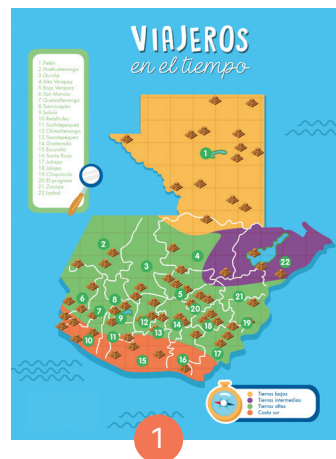 VIAJEROS
en el tiempo
1 Petén
2 Huehuetenango
3 Quiché
4 Alta Verapaz
5 Baja Verapaz
6 San Marcos
7 Quetzaltenango
8 Totonicapán
9 Sololá
10 Retalhuleu
11 Suchitepequez
12 Chimaltenango
13 Sacatepequez
14 Guatemala
15 Escuintla
16 Santa Rosa
17 Jutiapa
18 Jalapa
19 Chiquimula
20 El progreso
21 Zacapa
22 Izabal
1
2
3
4
22
5
21
6
8
20
7
9
12
14
18
19
10
11
13
17
15
16
Tierras bajas
Tierras intermedias
Tierras altas
Costa sur
1